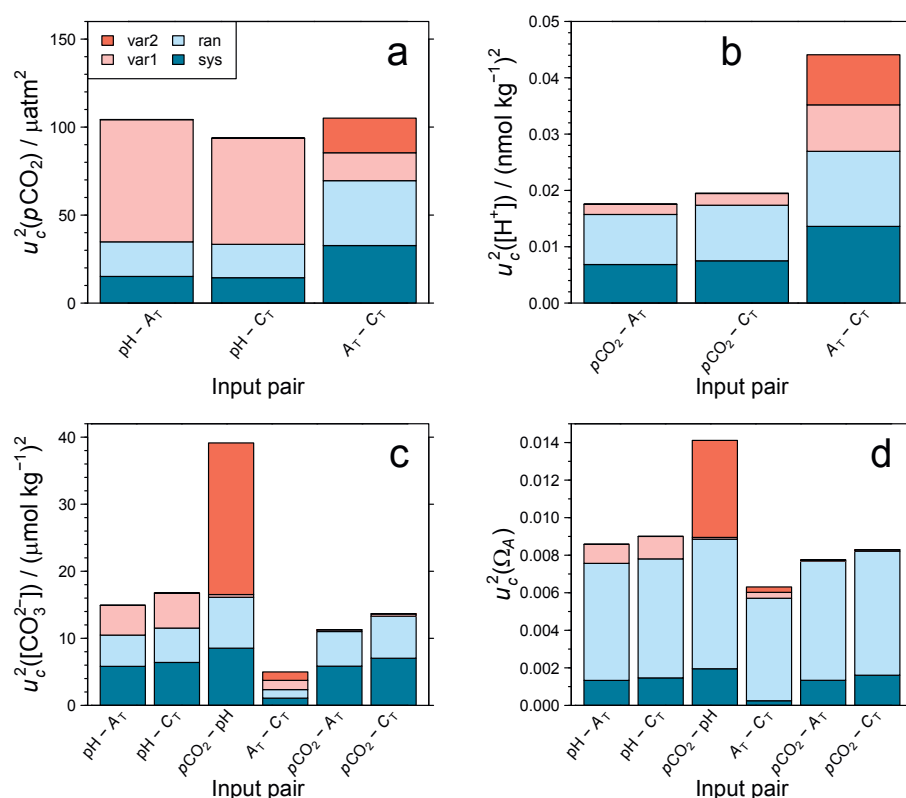 a
var2 ran
var1 sys
u_c^2(pCO₂) / μatm²
150
100
50
0
pH − A_T
pH − C_T
A_T − C_T
Input pair
b
u_c^2([H⁺]) / (nmol kg⁻¹)²
0.05
0.04
0.03
0.02
0.01
0.00
pCO₂ − A_T
pCO₂ − C_T
A_T − C_T
Input pair
c
u_c^2([CO₃²⁻]) / (μmol kg⁻¹)²
40
30
20
10
0
pH − A_T
pH − C_T
pCO₂ − pH
A_T − C_T
pCO₂ − A_T
pCO₂ − C_T
Input pair
d
u_c^2(Ω_A)
0.014
0.012
0.010
0.008
0.006
0.004
0.002
0.000
pH − A_T
pH − C_T
pCO₂ − pH
A_T − C_T
pCO₂ − A_T
pCO₂ − C_T
Input pair